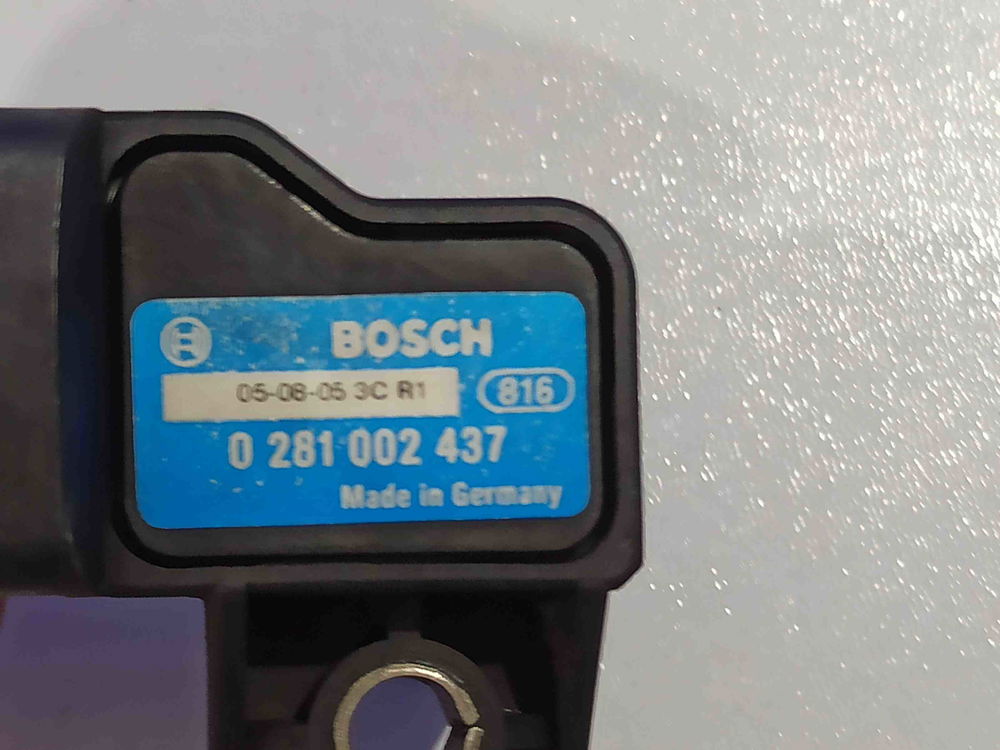 BOSCH
05-08-05 3C R1
816
0 281 002 437
Made in Germany